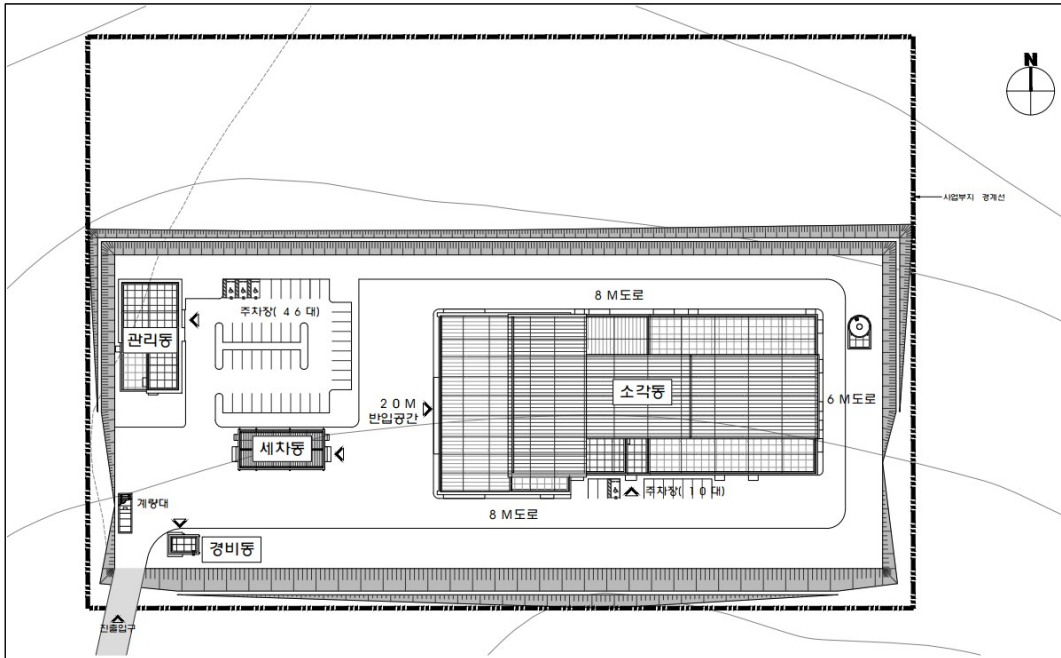 N
사업부지 경계선
8 M도로
주차장( 4 6 대)
관리동
소각동
2 0 M
반입공간
6 M도로
세차동
계량대
주차장( 1 0 대)
8 M도로
경비동
진출입구